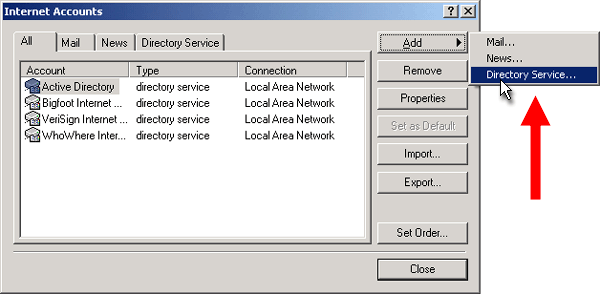 Internet Accounts
All Mail News Directory Service
Account Type Connection
Active Directory directory service Local Area Network
Bigfoot Internet ... directory service Local Area Network
VeriSign Internet ... directory service Local Area Network
WhoWhere Inter... directory service Local Area Network
Add
Remove
Properties
Set as Default
Import...
Export...
Set Order...
Close
Mail...
News...
Directory Service...